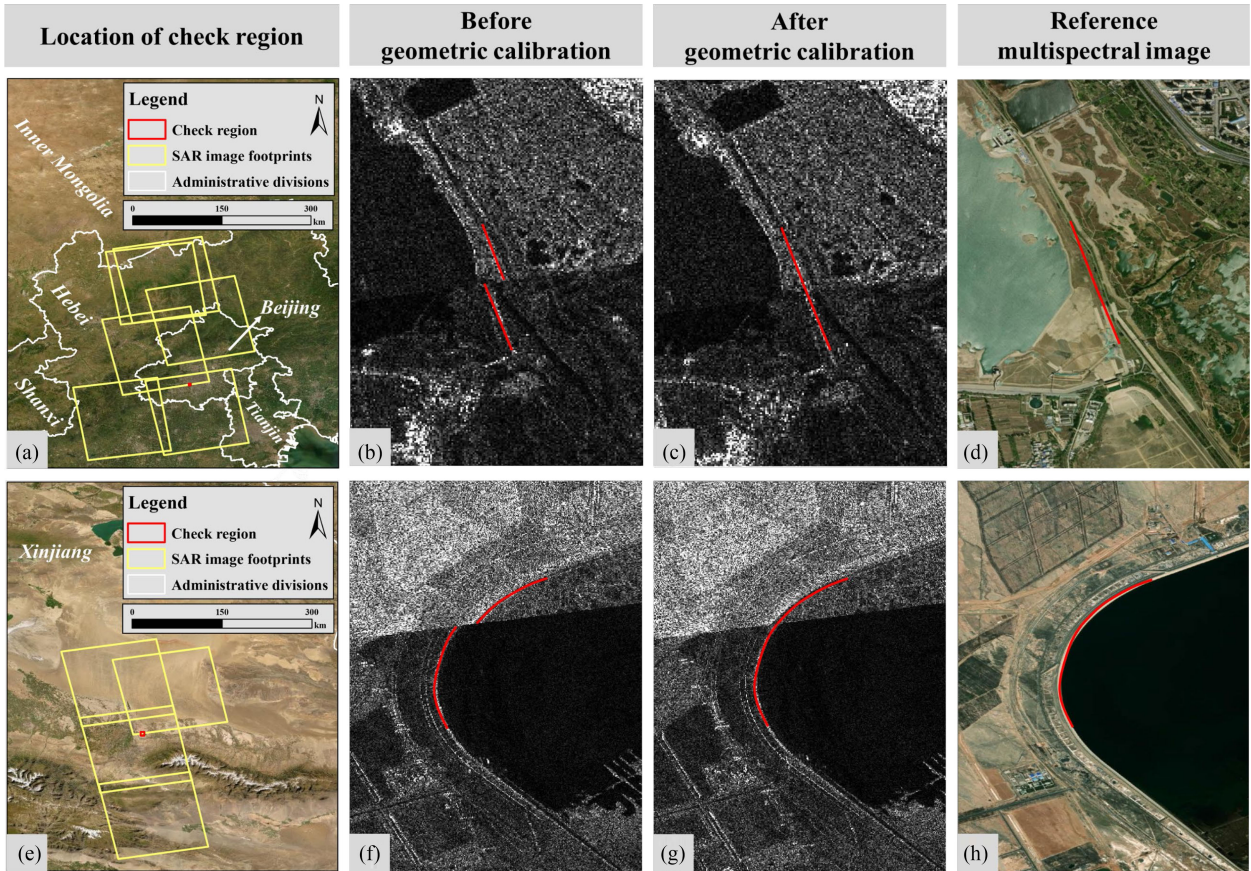 Location of check region
Before
geometric calibration
After
geometric calibration
Reference
multispectral image
Legend
N
Check region
SAR image footprints
Administrative divisions
0 150 300
km
Inner Mongolia
Hebei
Beijing
Shanxi
Tianjin
(a)
(b)
(c)
(d)
Legend
N
Check region
SAR image footprints
Administrative divisions
0 150 300
km
Xinjiang
(e)
(f)
(g)
(h)